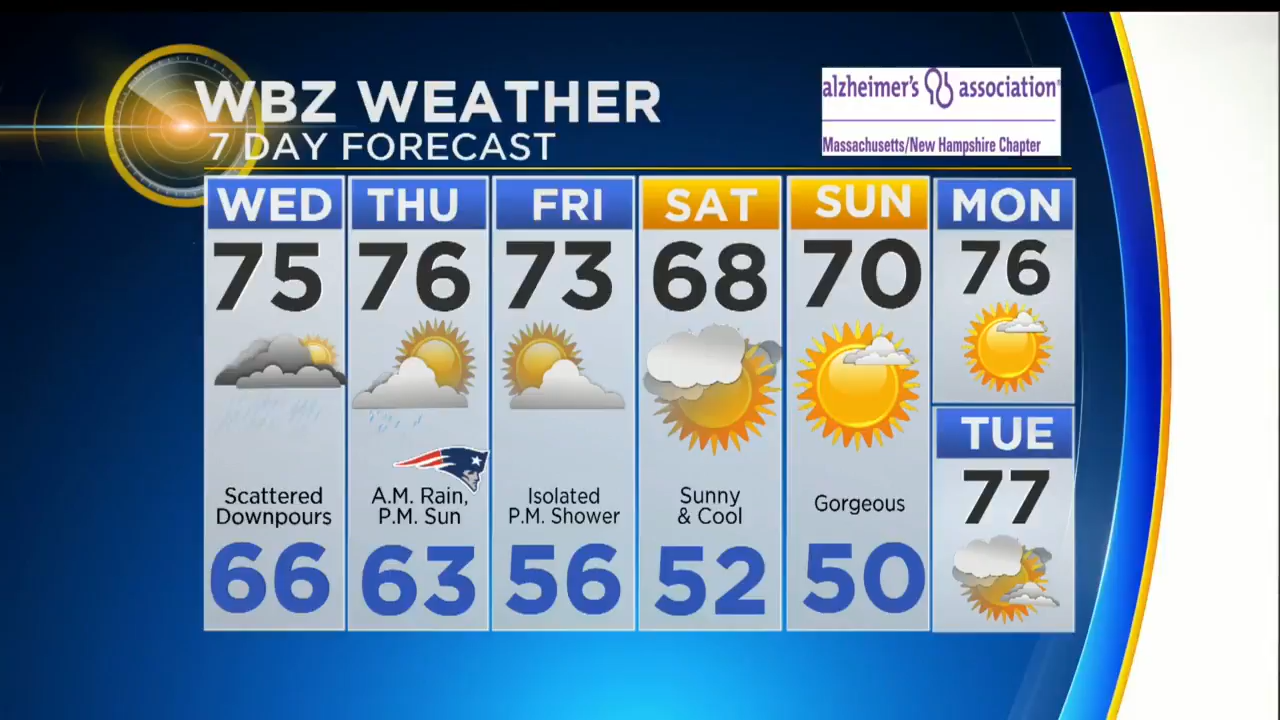 WBZ WEATHER
7 DAY FORECAST
alzheimer's association®
Massachusetts/New Hampshire Chapter
WED
75
Scattered
Downpours
66
THU
76
A.M. Rain,
P.M. Sun
63
FRI
73
Isolated
P.M. Shower
56
SAT
68
Sunny
& Cool
52
SUN
70
Gorgeous
50
MON
76
TUE
77